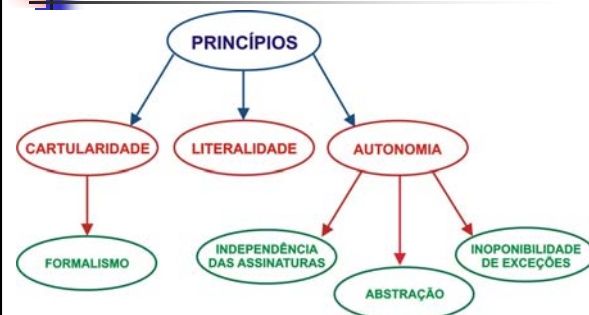 PRINCÍPIOS
CARTULARIDADE
LITERALIDADE
AUTONOMIA
FORMALISMO
INDEPENDÊNCIA
DAS ASSINATURAS
ABSTRAÇÃO
INOPONIBILIDADE
DE EXCEÇÕES